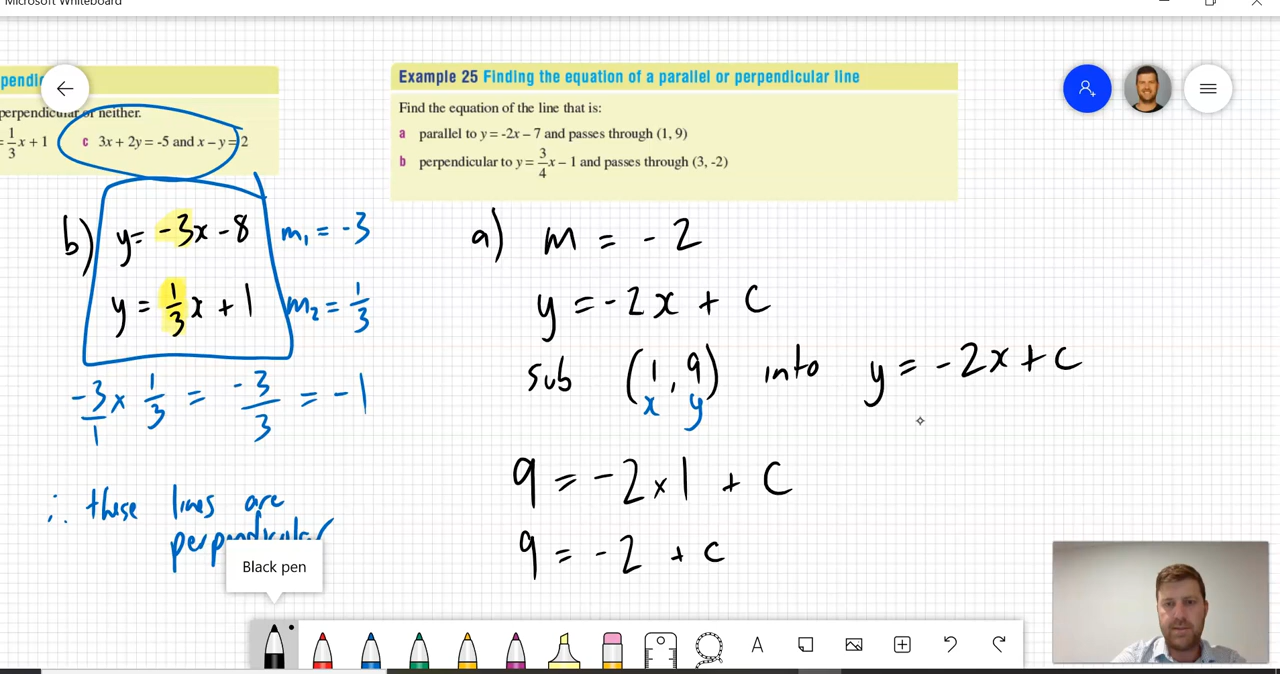 Microsoft Whiteboard
perpendicular or neither.
= 1/3 x + 1
c 3x + 2y = -5 and x – y = 2
b) y = -3x - 8 m₁ = -3
y = 1/3 x + 1 m₂ = 1/3
-3/1 x 1/3 = -3/3 = -1
∴ these lines are
perpendicular
Black pen
Example 25 Finding the equation of a parallel or perpendicular line
Find the equation of the line that is:
a parallel to y = -2x – 7 and passes through (1, 9)
b perpendicular to y = 3/4 x – 1 and passes through (3, -2)
a) m = -2
y = -2x + c
sub (1, 9) into y = -2x + c
x y
9 = -2 x 1 + c
9 = -2 + c
A